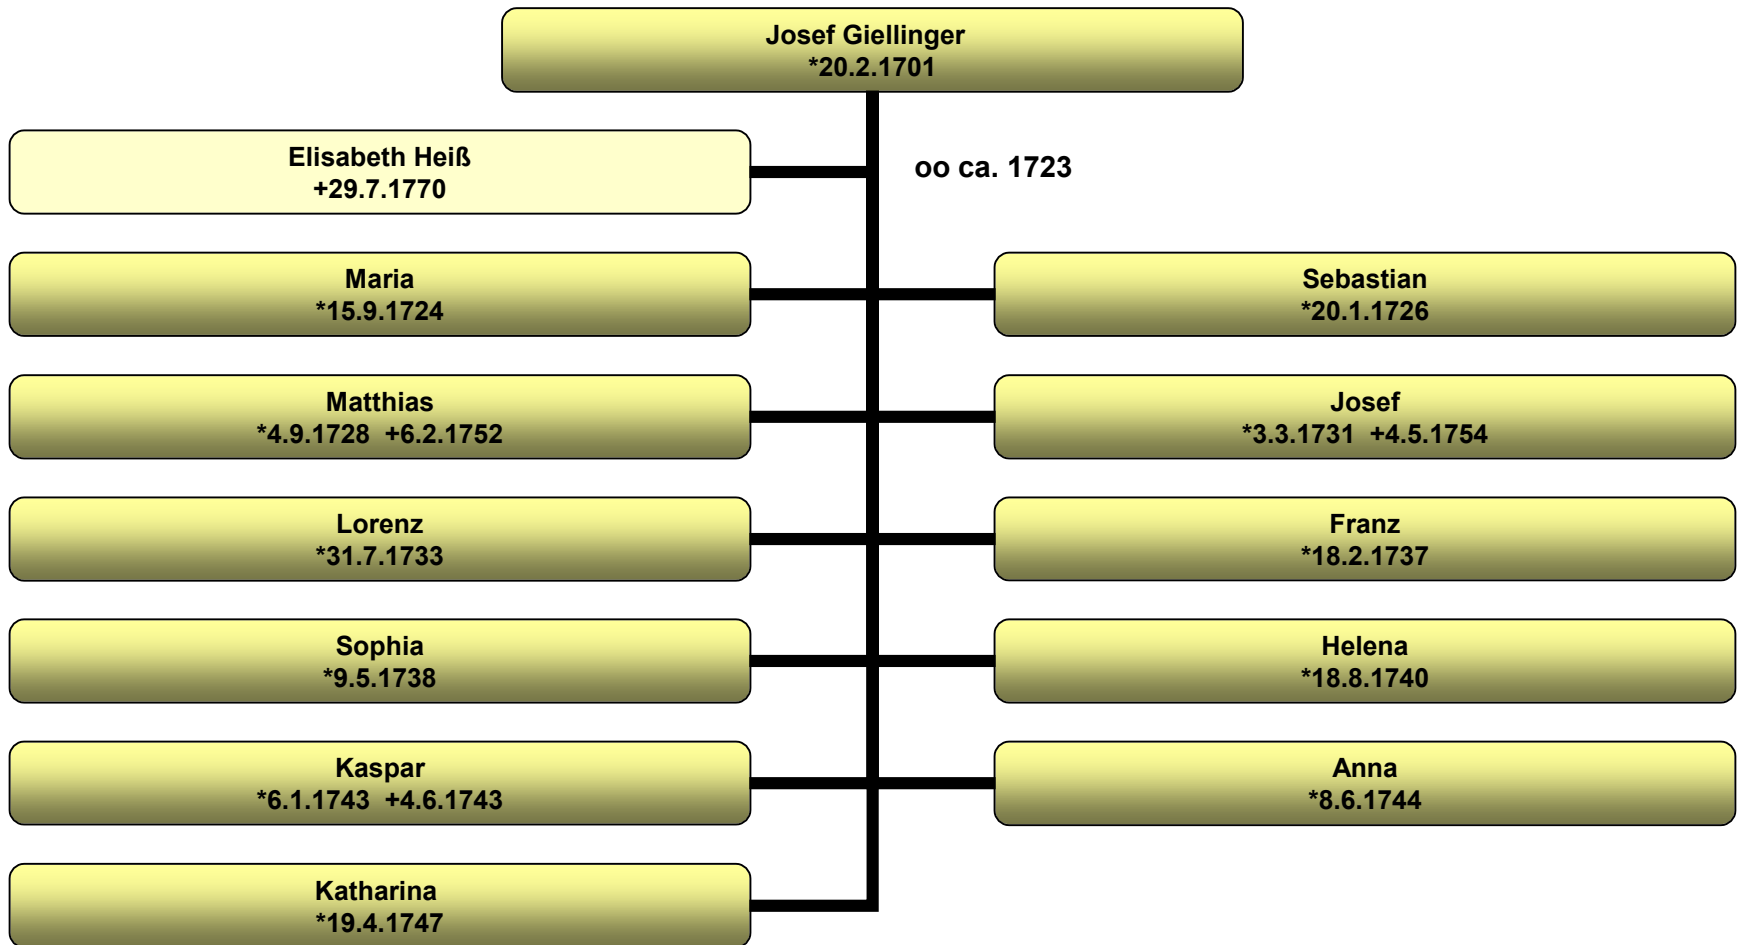 Josef Giellinger
*20.2.1701
Elisabeth Heiß
+29.7.1770
oo ca. 1723
Maria
*15.9.1724
Sebastian
*20.1.1726
Matthias
*4.9.1728 +6.2.1752
Josef
*3.3.1731 +4.5.1754
Lorenz
*31.7.1733
Franz
*18.2.1737
Sophia
*9.5.1738
Helena
*18.8.1740
Kaspar
*6.1.1743 +4.6.1743
Anna
*8.6.1744
Katharina
*19.4.1747